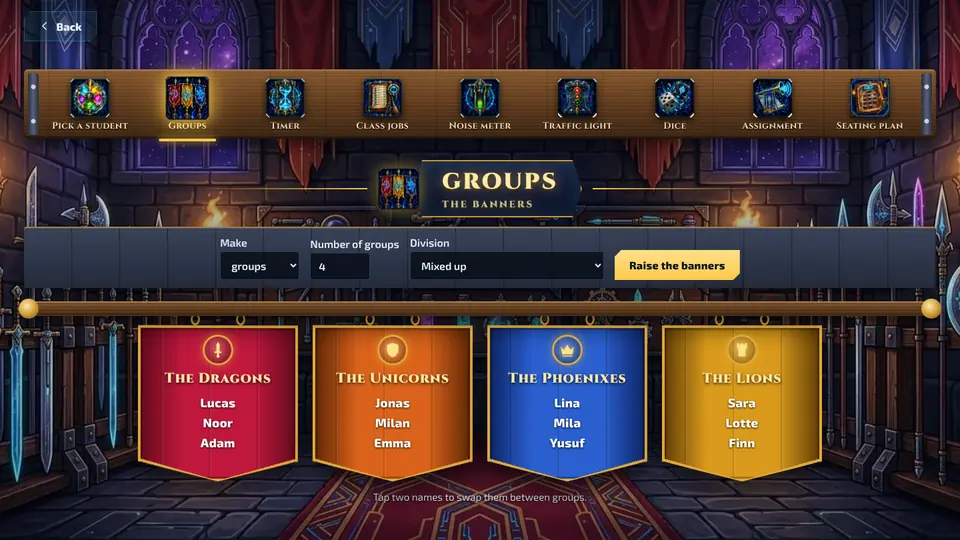 Back
PICK A STUDENT
GROUPS
TIMER
CLASS JOBS
NOISE METER
TRAFFIC LIGHT
DICE
ASSIGNMENT
SEATING PLAN
GROUPS
THE BANNERS
Make
Number of groups
Division
groups
4
Mixed up
Raise the banners
THE DRAGONS
Lucas
Noor
Adam
THE UNICORNS
Jonas
Milan
Emma
THE PHOENIXES
Lina
Mila
Yusuf
THE LIONS
Sara
Lotte
Finn
Tap two names to swap them between groups.